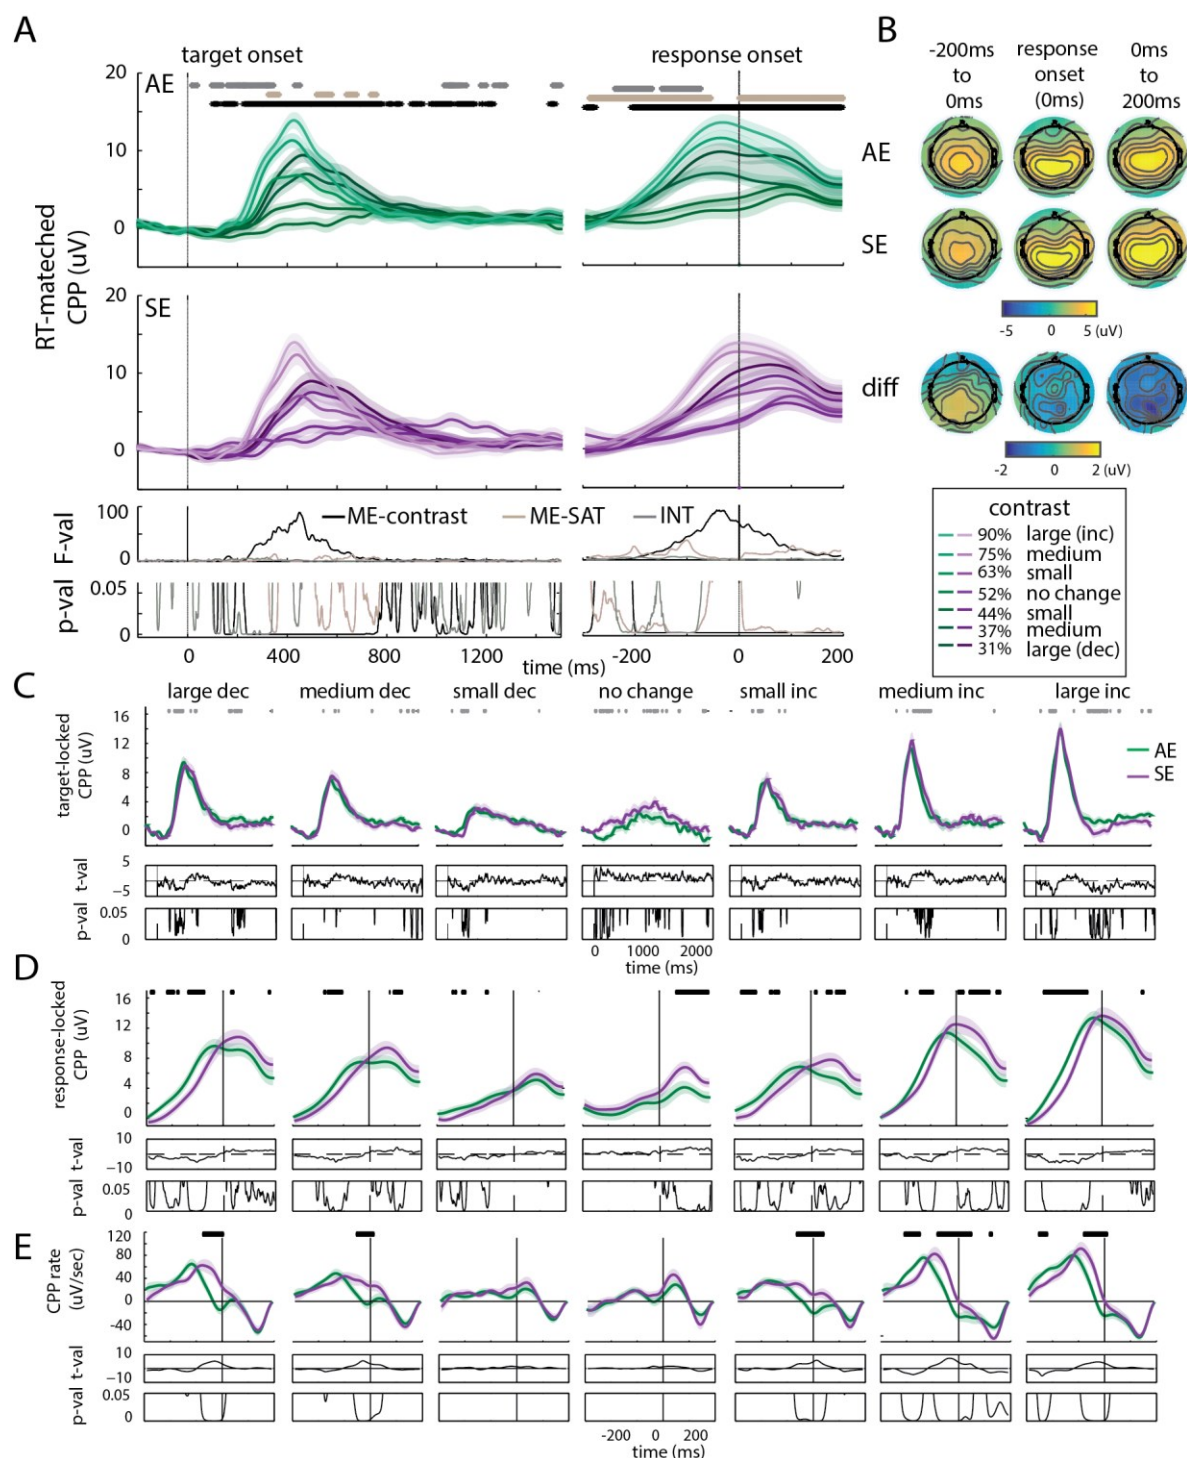 A
target onset
response onset
20
AE
10
0
RT-mateched
CPP (uV)
20
SE
10
0
F-val
100
0
ME-contrast
ME-SAT
INT
p-val
0.05
0
0
400
800
1200
-200
0
200
time (ms)
B
-200ms
to
0ms
response
onset
(0ms)
0ms
to
200ms
AE
SE
-5
0
5 (uV)
diff
-2
0
2 (uV)
contrast
90% large (inc)
75% medium
63% small
52% no change
44% small
37% medium
31% large (dec)
C
large dec
medium dec
small dec
no change
small inc
medium inc
large inc
target-locked
CPP (uV)
16
12
8
4
0
AE
SE
t-val
5
−5
p-val
0.05
0
0
1000
2000
time (ms)
D
response-locked
CPP (uV)
16
12
8
4
0
t-val
10
−10
p-val
0.05
0
E
CPP rate
(uV/sec)
120
80
40
0
-40
t-val
10
−10
p-val
0.05
0
-200
0
200
time (ms)